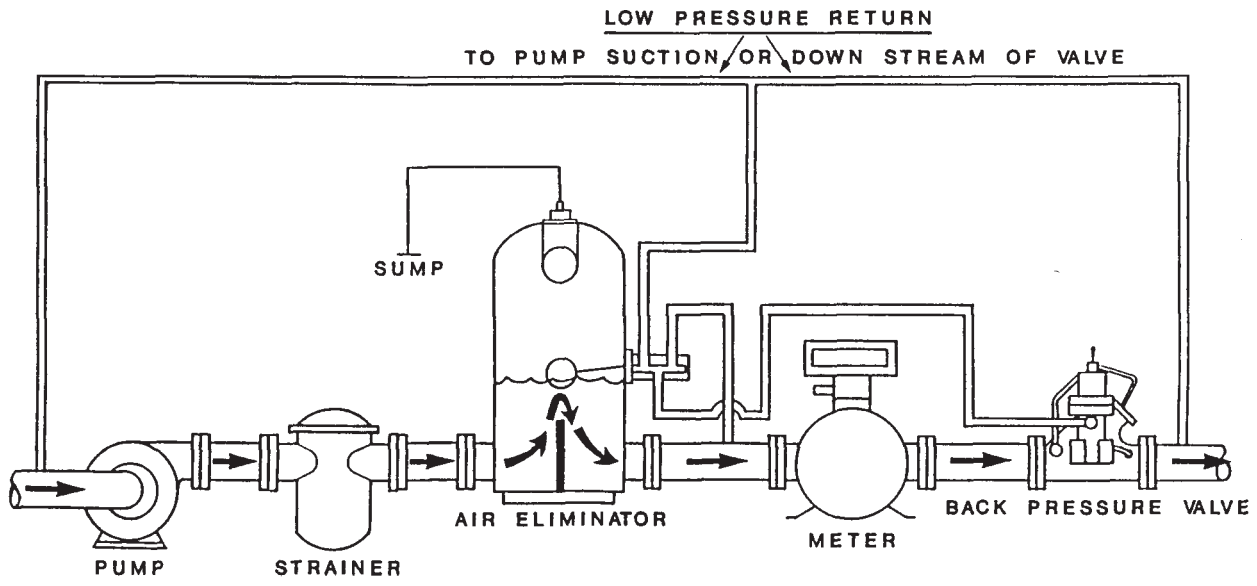 LOW PRESSURE RETURN
TO PUMP SUCTION OR DOWN STREAM OF VALVE
SUMP
AIR ELIMINATOR
BACK PRESSURE VALVE
METER
PUMP
STRAINER